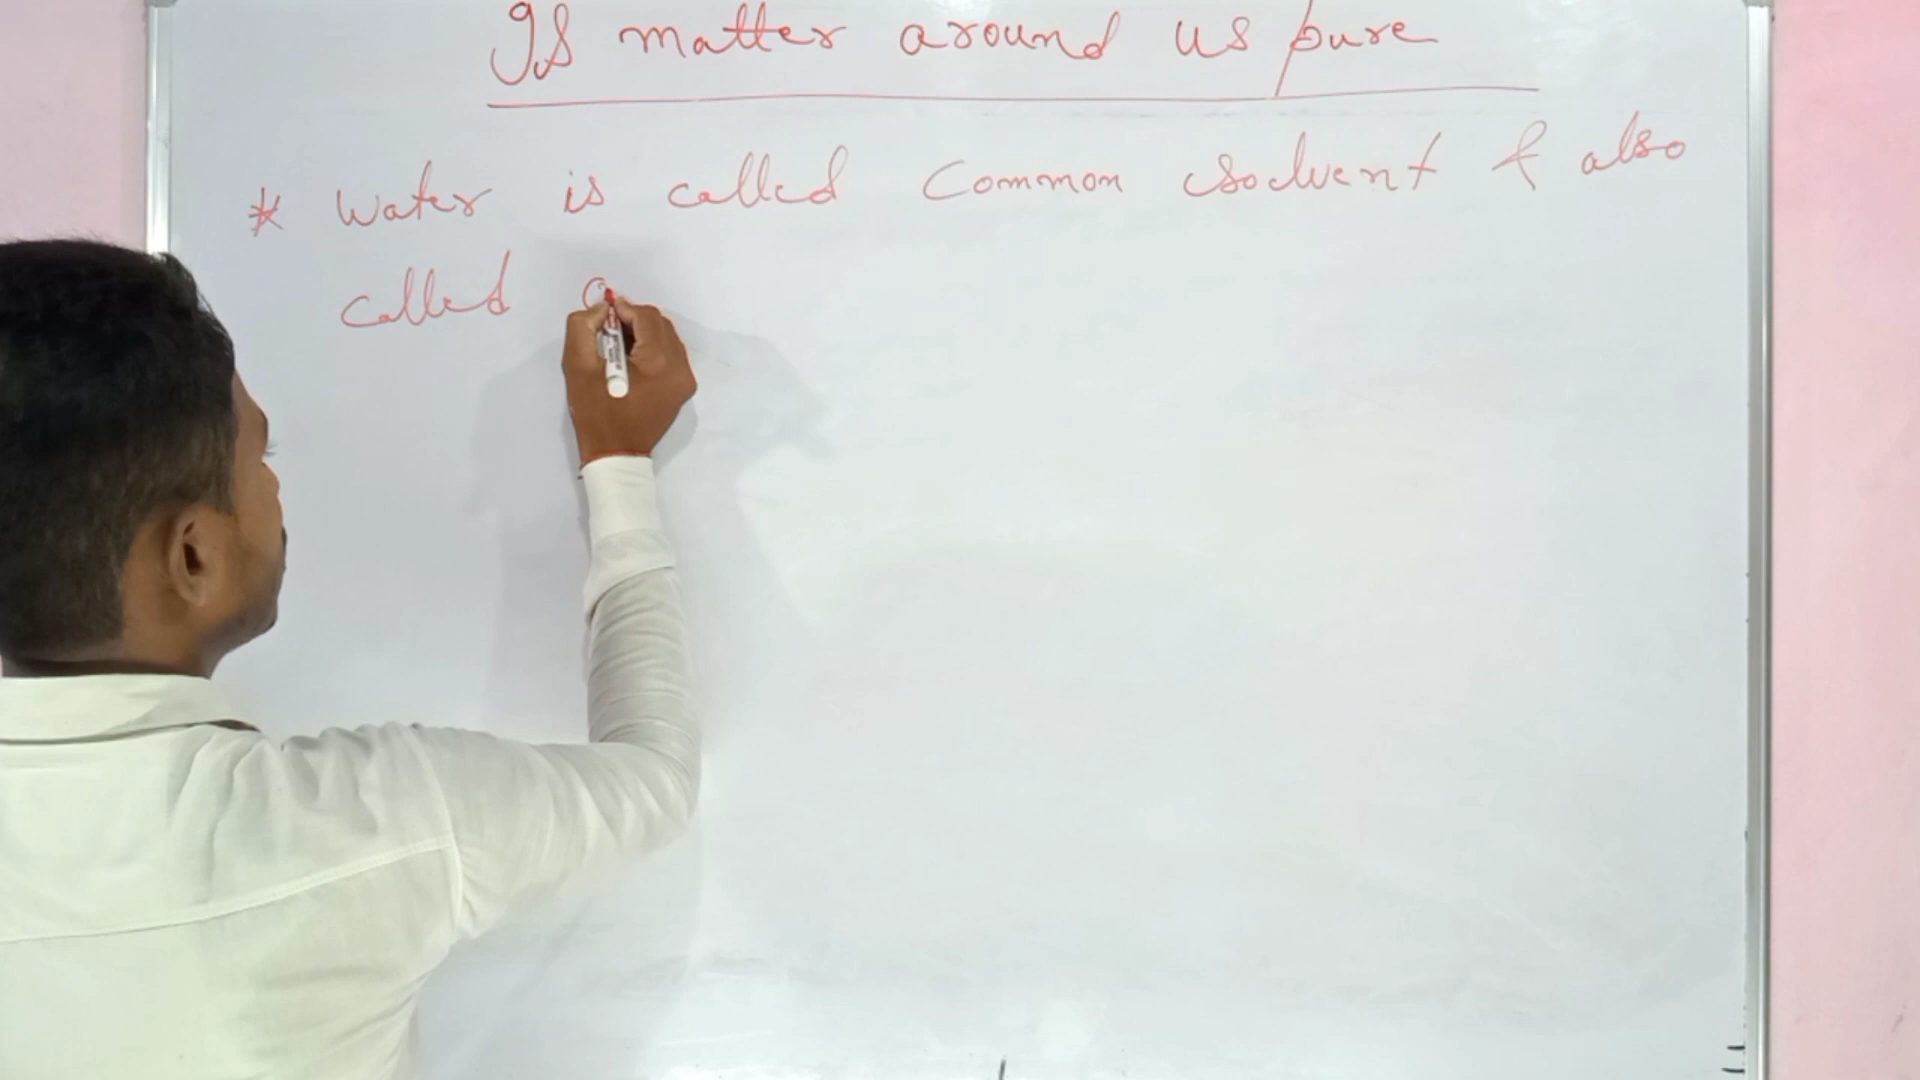 Is matter around us pure
* Water is called Common Solvent & also
called a